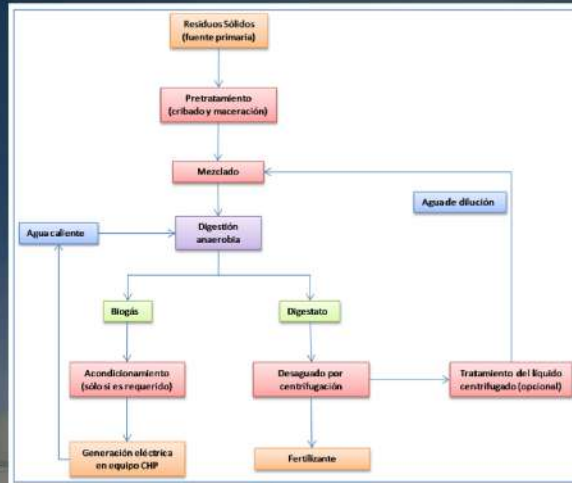 Residuos Sólidos
(fuente primaria)
Pretratamiento
(cribado y maceración)
Mezclado
Agua de dilución
Agua caliente
Digestión
anaerobia
Biogás
Digestato
Acondicionamiento
(sólo si es requerido)
Desaguado por
centrifugación
Tratamiento del líquido
centrifugado (opcional)
Generación eléctrica
en equipo CHP
Fertilizante